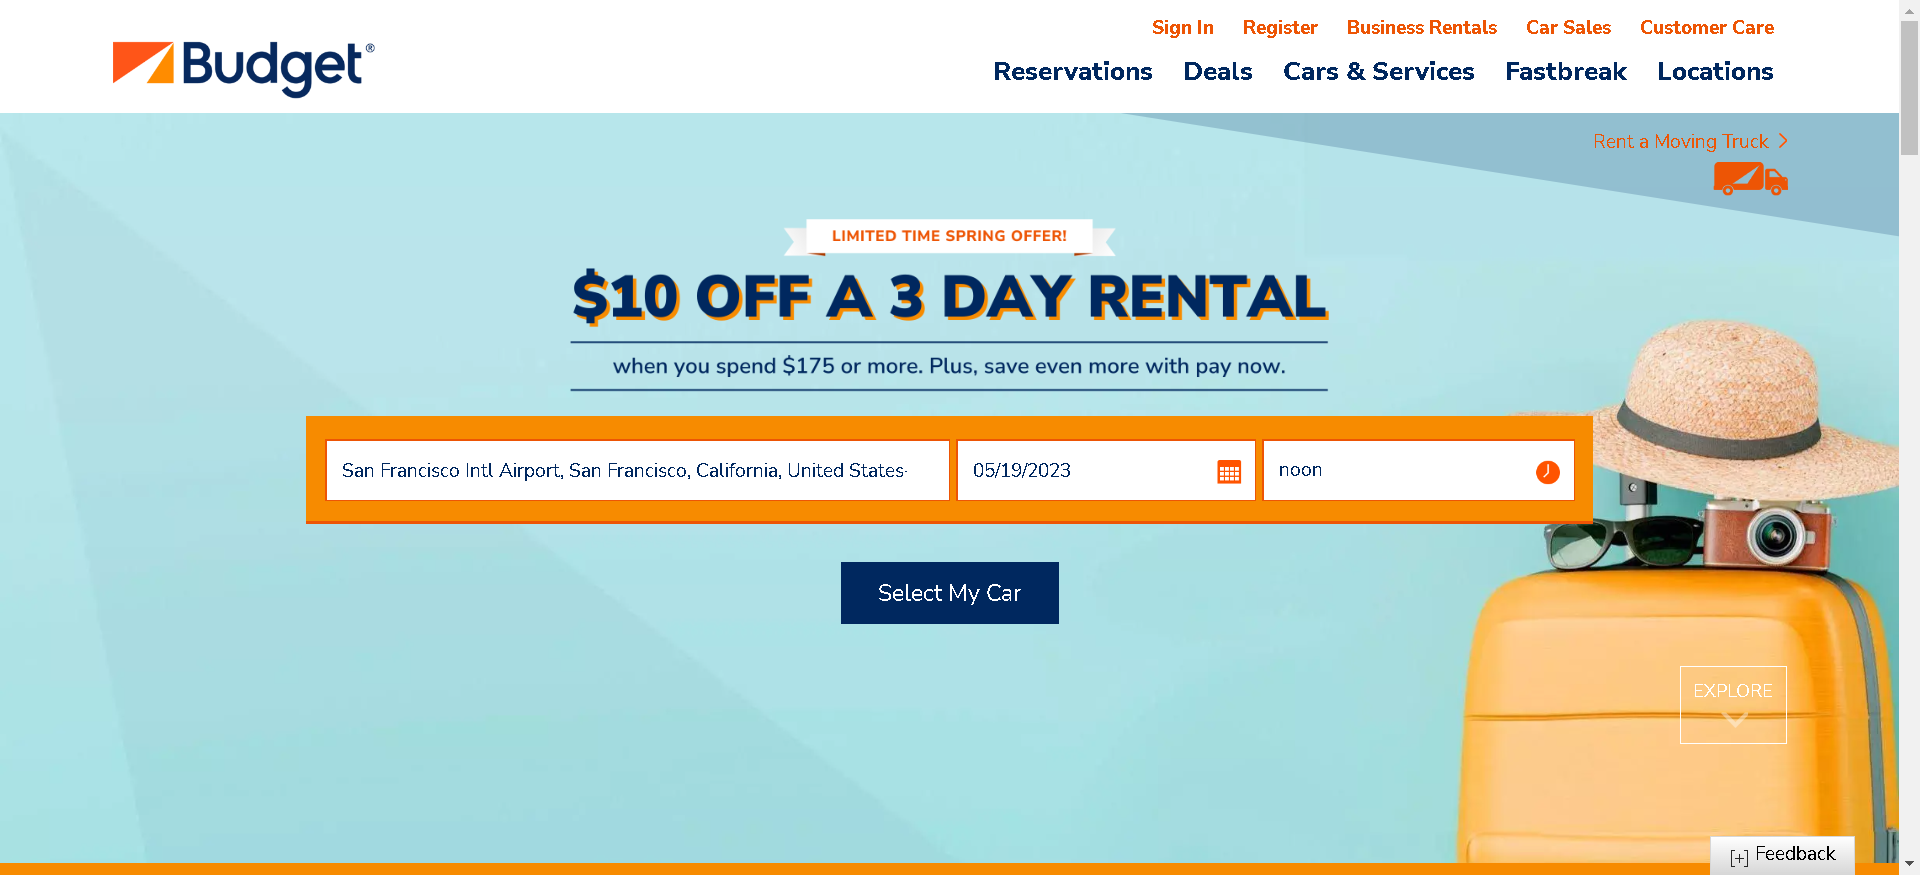 Sign In Register Business Rentals Car Sales Customer Care
Budget®
Reservations Deals Cars & Services Fastbreak Locations
Rent a Moving Truck
LIMITED TIME SPRING OFFER!
$10 OFF A 3 DAY RENTAL
when you spend $175 or more. Plus, save even more with pay now.
San Francisco Intl Airport, San Francisco, California, United States-
05/19/2023
noon
Select My Car
EXPLORE
[+] Feedback